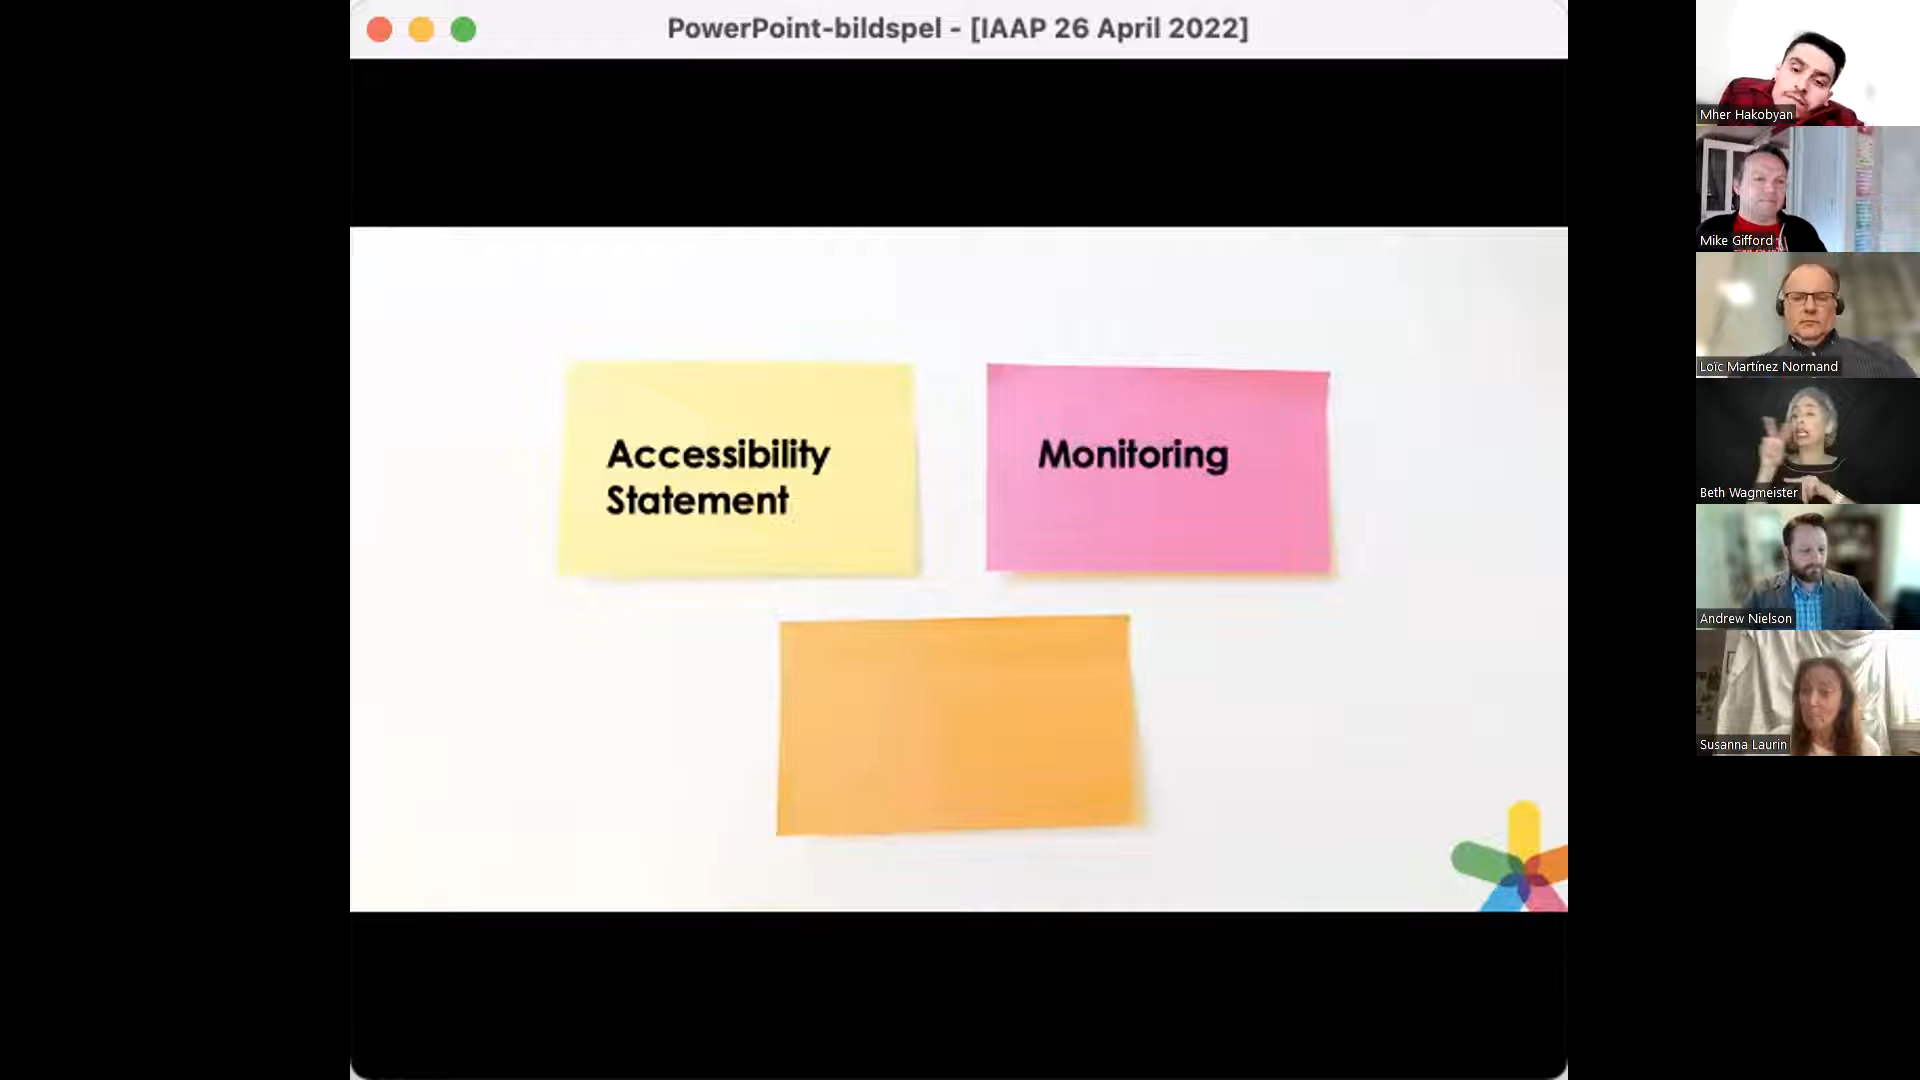 PowerPoint-bildspel - [IAAP 26 April 2022]
Accessibility
Statement
Monitoring
Mher Hakobyan
Mike Gifford
Loïc Martínez Normand
Beth Wagmeister
Andrew Nielson
Susanna Laurin